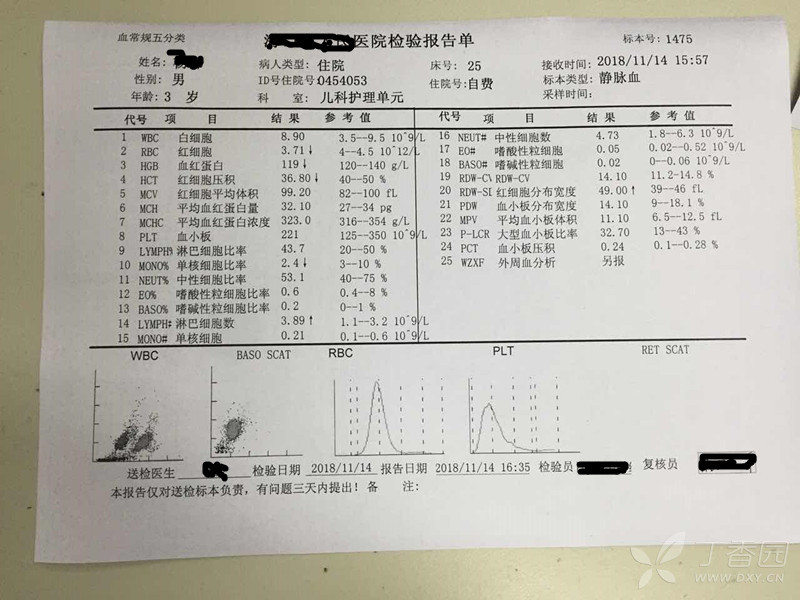 血常规五分类
医院检验报告单
标本号: 1475
姓名:
病人类型: 住院
床号: 25
接收时间: 2018/11/14 15:57
性别: 男
ID号住院号:0454053
住院号:自费
标本类型: 静脉血
年龄: 3 岁
科 室: 儿科护理单元
采样时间:
代号 项 目 结 果 参 考 值
1 WBC 白细胞 8.90 3.5--9.5 10^9/L
2 RBC 红细胞 3.71↓ 4--4.5 10^12/L
3 HGB 血红蛋白 119↓ 120--140 g/L
4 HCT 红细胞压积 36.80↓ 40--50 %
5 MCV 红细胞平均体积 99.20 82--100 fL
6 MCH 平均血红蛋白量 32.10 27--34 pg
7 MCHC 平均血红蛋白浓度 323.0 316--354 g/L
8 PLT 血小板 221 125--350 10^9/L
9 LYMPH% 淋巴细胞比率 43.7 20--50 %
10 MONO% 单核细胞比率 2.4↓ 3--10 %
11 NEUT% 中性细胞比率 53.1 40--75 %
12 EO% 嗜酸性粒细胞比率 0.6 0.4--8 %
13 BASO% 嗜碱性粒细胞比率 0.2 0--1 %
14 LYMPH# 淋巴细胞数 3.89↑ 1.1--3.2 10^9/L
15 MONO# 单核细胞 0.21 0.1--0.6 10^9/L
代号 项 目 结 果 参 考 值
16 NEUT# 中性细胞数 4.73 1.8--6.3 10^9/L
17 EO# 嗜酸性粒细胞 0.05 0.02--0.52 10^9/L
18 BASO# 嗜碱性粒细胞 0.02 0--0.06 10^9/L
19 RDW-CV RDW-CV 14.10 11.2-14.8 %
20 RDW-SD 红细胞分布宽度 49.00↑ 39--46 fL
21 PDW 血小板分布宽度 14.10 9--18.1 %
22 MPV 平均血小板体积 11.10 6.5--12.5 fL
23 P-LCR 大型血小板比率 32.70 13--43 %
24 PCT 血小板压积 0.24 0.1--0.28 %
25 WZXF 外周血分析 另报
WBC BASO SCAT RBC PLT RET SCAT
送检医生 检验日期 2018/11/14 报告日期 2018/11/14 16:35 检验员 复核员
本报告仅对送检标本负责，有问题三天内提出! 备 注:
丁香园
WWW.DXY.CN